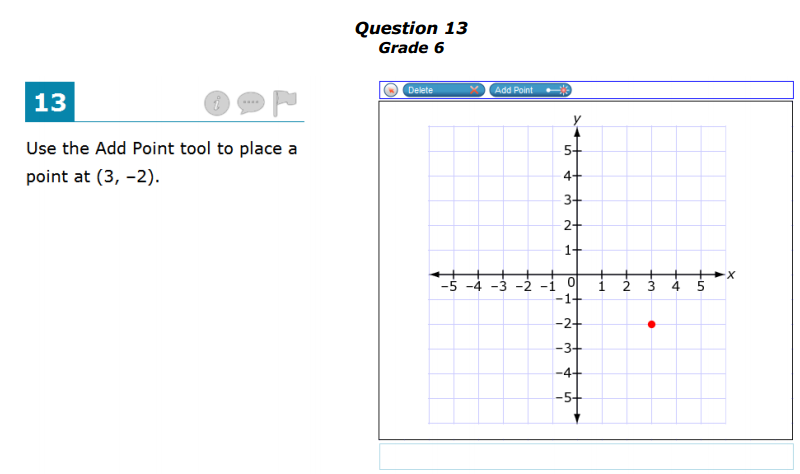 Question 13
Grade 6
13
Use the Add Point tool to place a
point at (3, −2).
Delete
Add Point
y
5
4
3
2
1
−5 −4 −3 −2 −1 0 1 2 3 4 5 x
−1
−2
−3
−4
−5